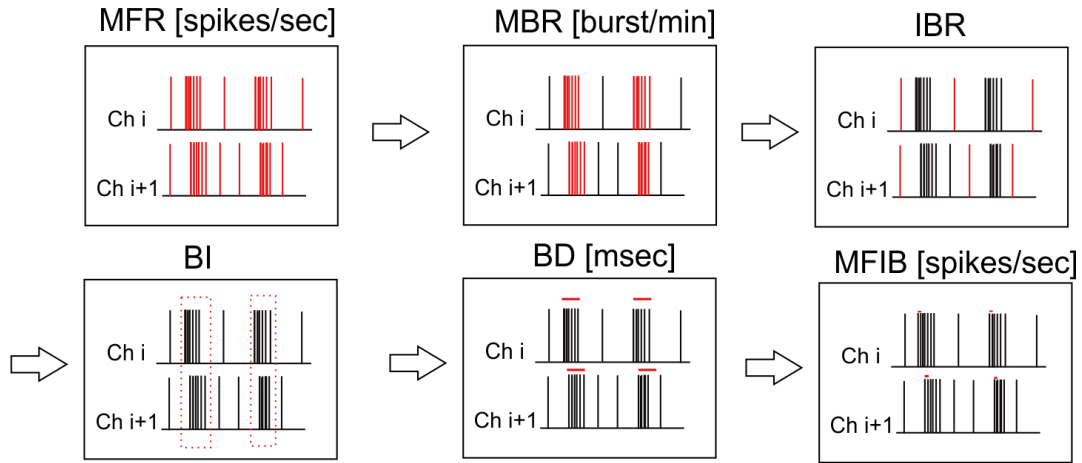 MFR [spikes/sec]
MBR [burst/min]
IBR
Ch i
Ch i+1
Ch i
Ch i+1
Ch i
Ch i+1
BI
BD [msec]
MFIB [spikes/sec]
Ch i
Ch i+1
Ch i
Ch i+1
Ch i
Ch i+1